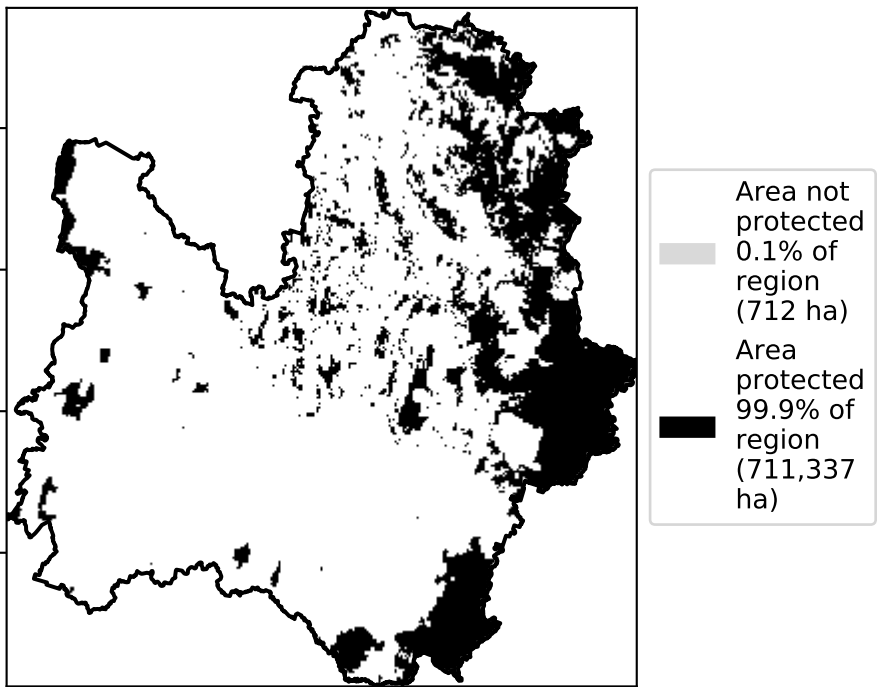 Area not
protected
0.1% of
region
(712 ha)
Area
protected
99.9% of
region
(711,337
ha)